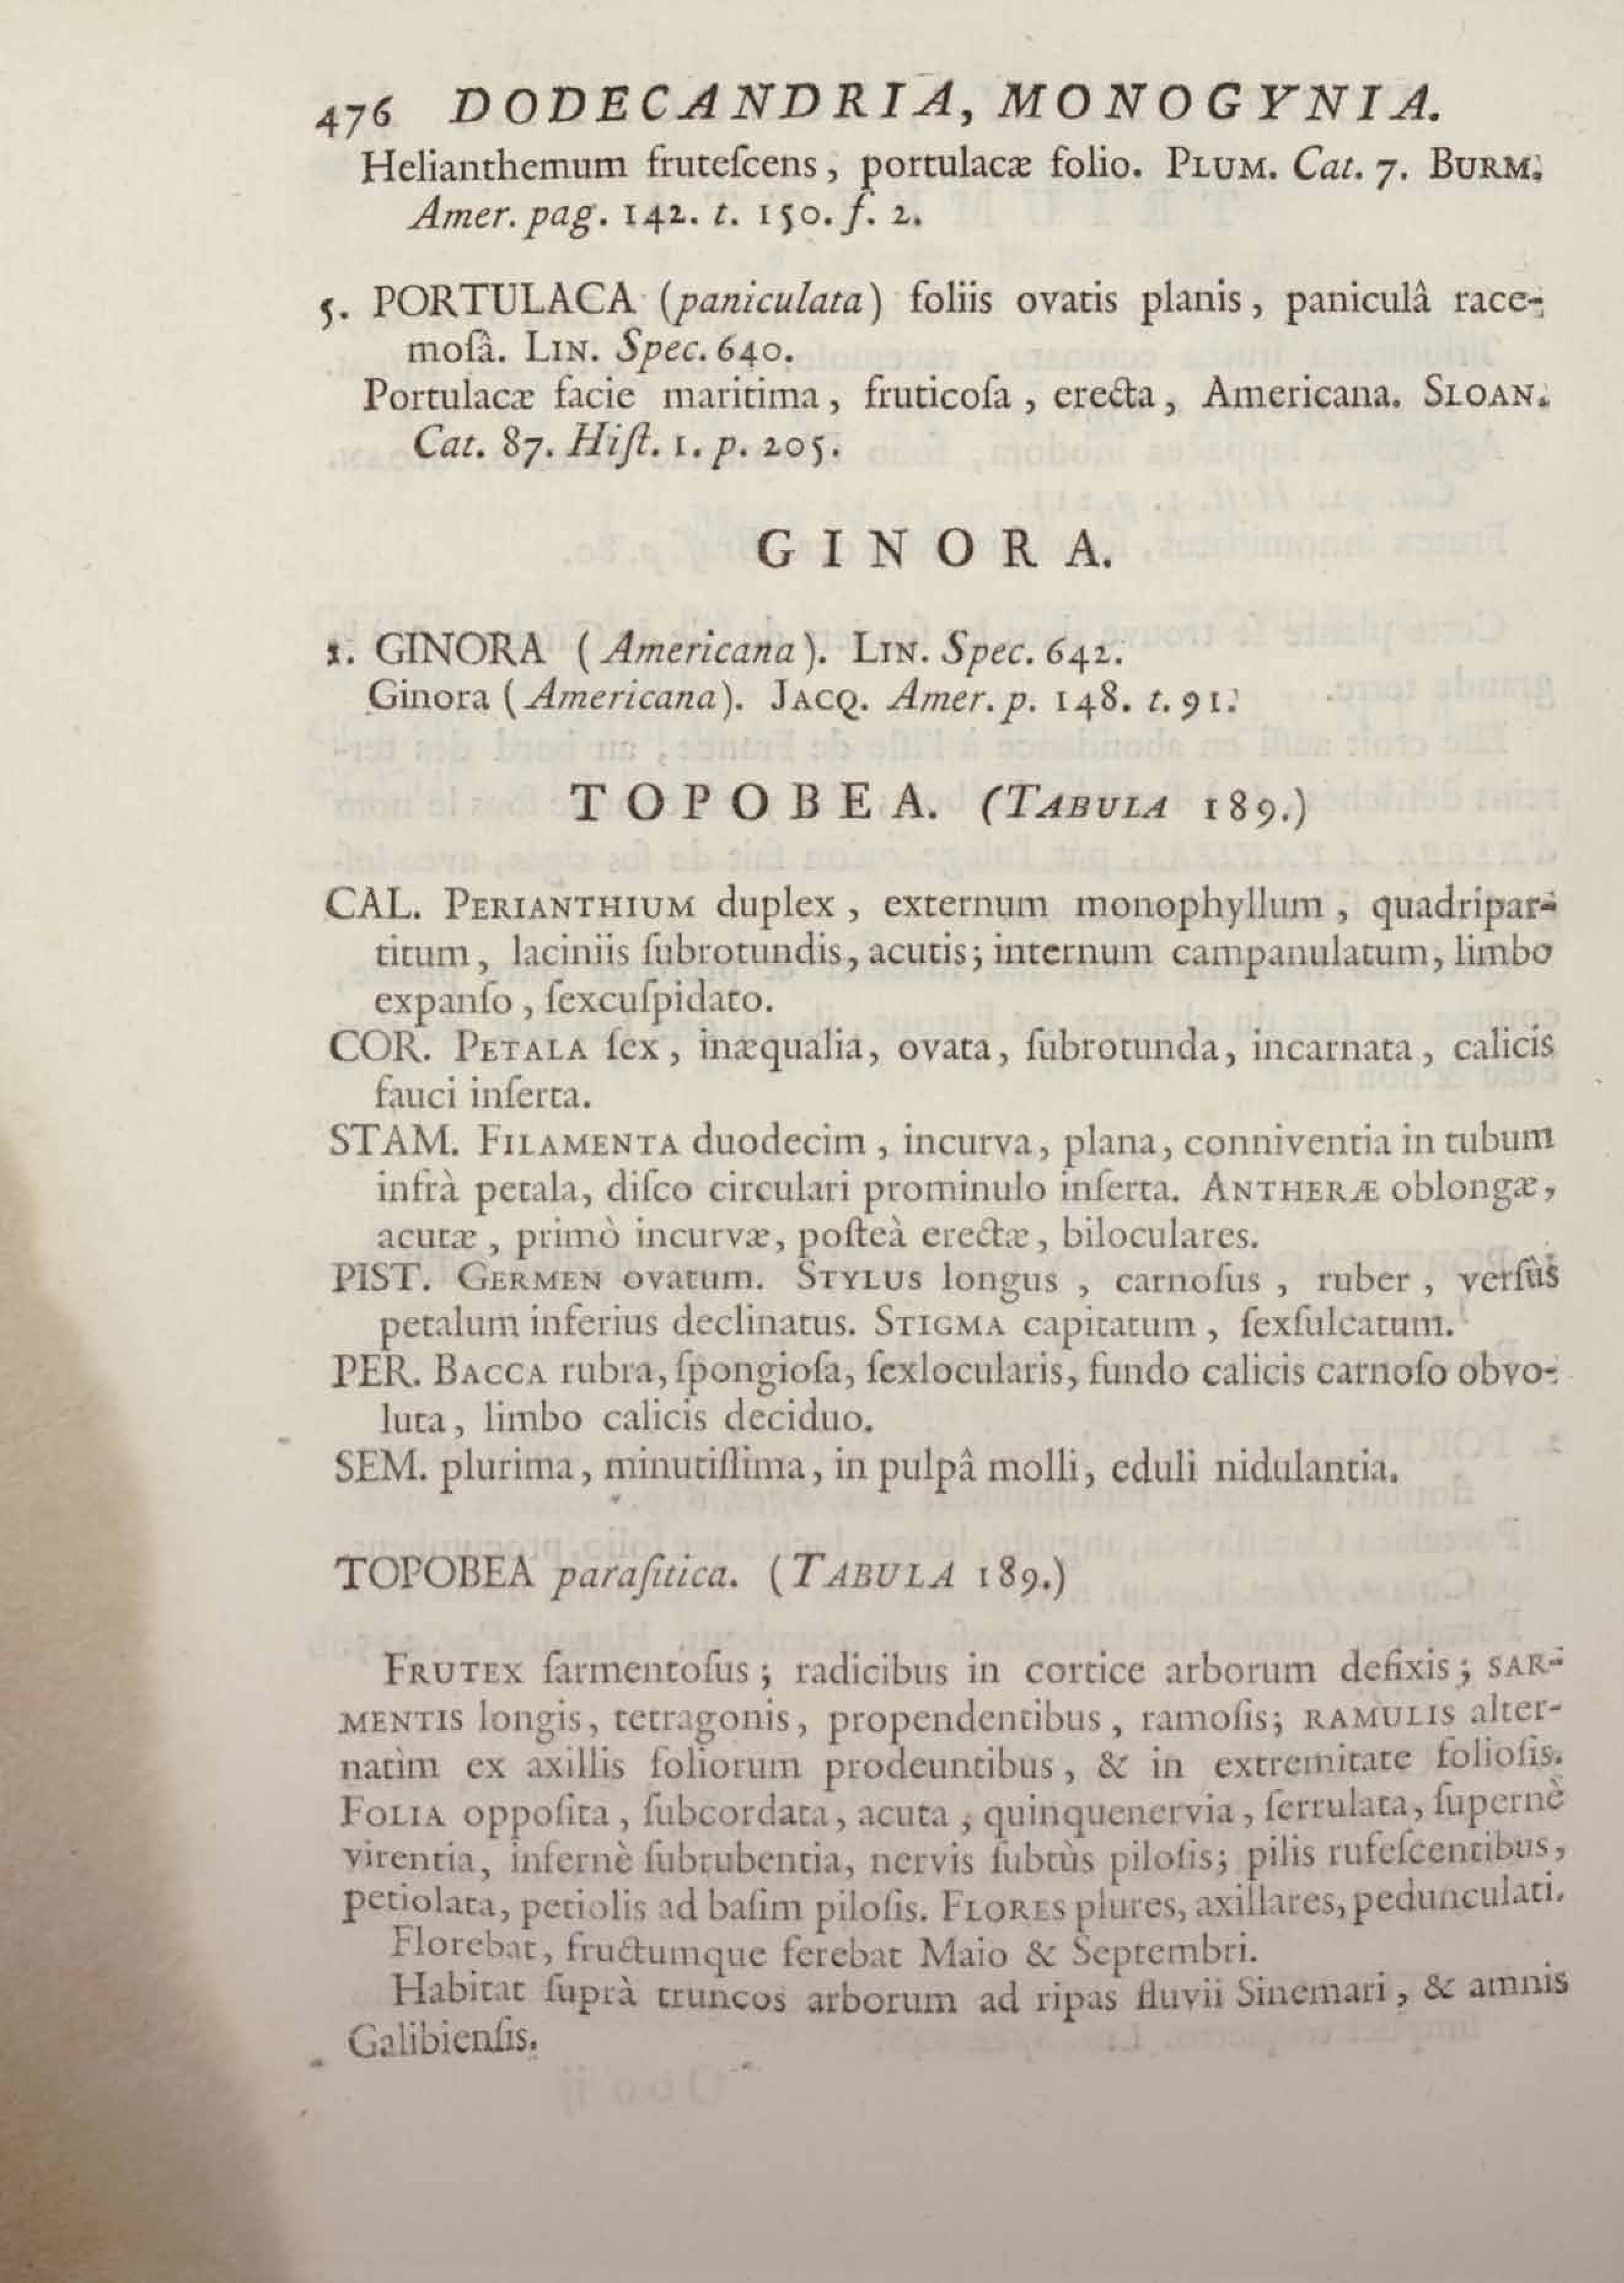 476 DODECANDRIA, MONOGYNIA.
Helianthemum fruteſcens, portulacæ folio. PLUM. Cat. 7. BURM.
Amer. pag. 142. t. 150. f. 2.
5. PORTULACA (paniculata) foliis ovatis planis, paniculâ race-
moſâ. LIN. Spec. 640.
Portulacæ facie maritima, fruticoſa, erecta, Americana. SLOAN.
Cat. 87. Hiſt. 1. p. 205.
GINORA.
1. GINORA (Americana). LIN. Spec. 642.
Ginora (Americana). JACQ. Amer. p. 148. t. 91.
TOPOBEA. (TABULA 189.)
CAL. PERIANTHIUM duplex, externum monophyllum, quadripar-
titum, laciniis ſubrotundis, acutis; internum campanulatum, limbo
expanſo, ſexcuſpidato.
COR. PETALA ſex, inæqualia, ovata, ſubrotunda, incarnata, calicis
fauci inſerta.
STAM. FILAMENTA duodecim, incurva, plana, conniventia in tubum
infrà petala, diſco circulari prominulo inſerta. ANTHERÆ oblongæ,
acutæ, primò incurvæ, poſteà erectæ, biloculares.
PIST. GERMEN ovatum. STYLUS longus, carnoſus, ruber, verſùs
petalum inferius declinatus. STIGMA capitatum, ſexſulcatum.
PER. BACCA rubra, ſpongioſa, ſexlocularis, fundo calicis carnoſo obvo-
luta, limbo calicis deciduo.
SEM. plurima, minutiſſima, in pulpâ molli, eduli nidulantia.
TOPOBEA paraſitica. (TABULA 189.)
FRUTEX ſarmentoſus; radicibus in cortice arborum defixis; SAR-
MENTIS longis, tetragonis, propendentibus, ramoſis; RAMULIS alter-
natìm ex axillis foliorum prodeuntibus, & in extremitate folioſis.
FOLIA oppoſita, ſubcordata, acuta, quinquenervia, ſerrulata, ſupernè
virentia, infernè ſubrubentia, nervis ſubtùs piloſis; pilis rufeſcentibus,
petiolata, petiolis ad baſim piloſis. FLORES plures, axillares, pedunculati.
Florebat, fructumque ferebat Maio & Septembri.
Habitat ſuprà truncos arborum ad ripas fluvii Sinemari, & amnis
Galibienſis.